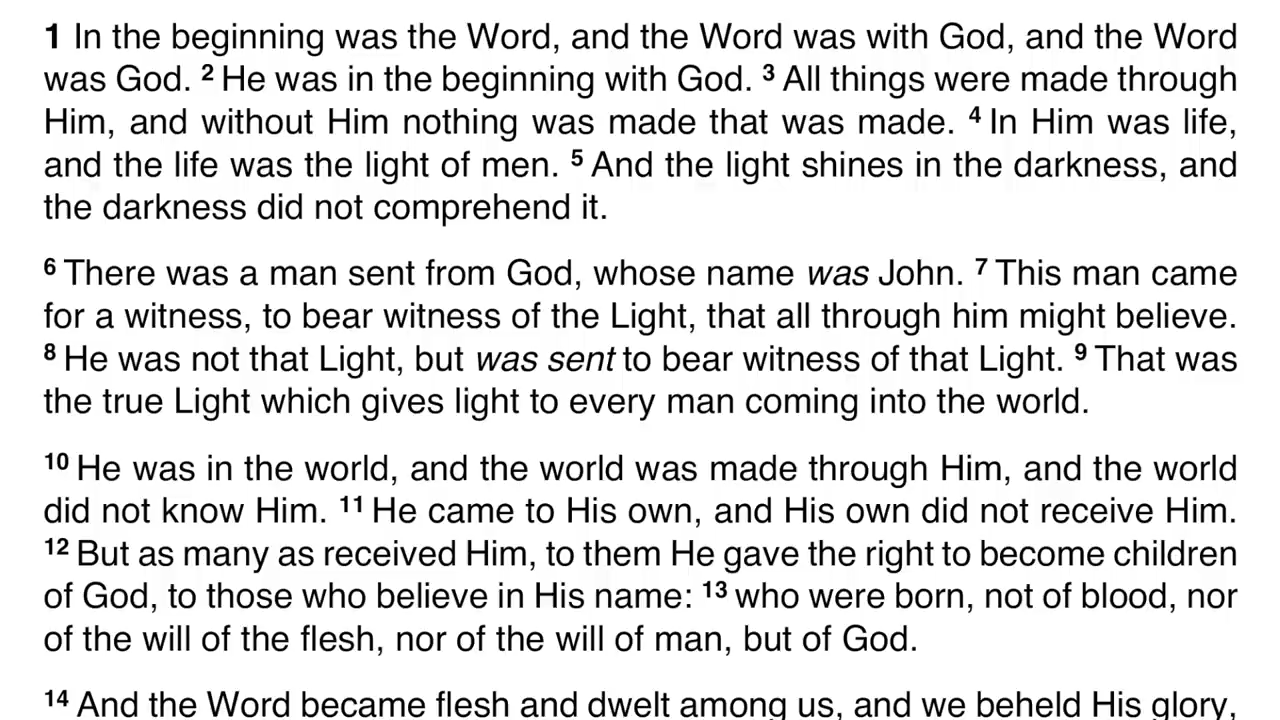 1 In the beginning was the Word, and the Word was with God, and the Word
was God. 2 He was in the beginning with God. 3 All things were made through
Him, and without Him nothing was made that was made. 4 In Him was life,
and the life was the light of men. 5 And the light shines in the darkness, and
the darkness did not comprehend it.
6 There was a man sent from God, whose name was John. 7 This man came
for a witness, to bear witness of the Light, that all through him might believe.
8 He was not that Light, but was sent to bear witness of that Light. 9 That was
the true Light which gives light to every man coming into the world.
10 He was in the world, and the world was made through Him, and the world
did not know Him. 11 He came to His own, and His own did not receive Him.
12 But as many as received Him, to them He gave the right to become children
of God, to those who believe in His name: 13 who were born, not of blood, nor
of the will of the flesh, nor of the will of man, but of God.
14 And the Word became flesh and dwelt among us, and we beheld His glory,